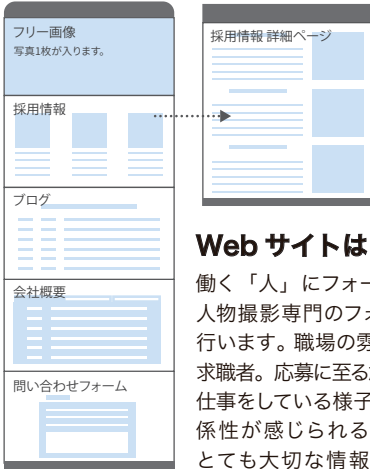 フリー画像
写真1枚が入ります。
採用情報
ブログ
会社概要
問い合わせフォーム
採用情報 詳細ページ
Web サイトは
働く「人」にフォー
人物撮影専門のフォ
行います。職場の雰
求職者。応募に至る
仕事をしている様子
係性が感じられる
とても大切な情報